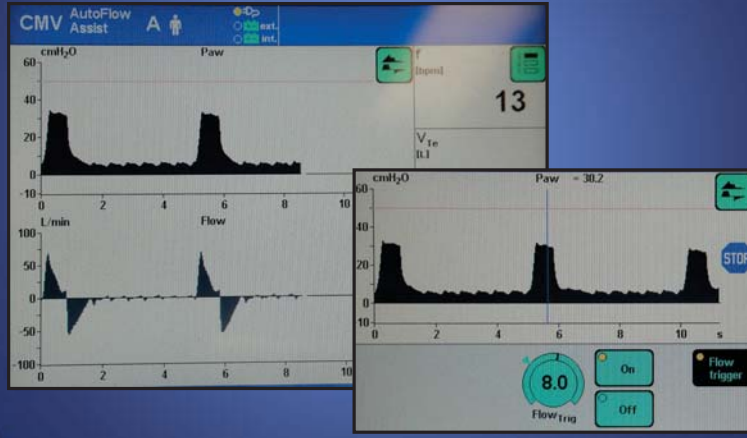 CMV AutoFlow Assist A
ext.
int.
cmH2O Paw
60
40
20
0
-10
0 2 4 6 8 10
f
[bpm]
13
VTe
[L]
L/min Flow
100
50
0
-50
-100
0 2 4 6 8 10
cmH2O Paw = 30.2
60
40
20
0
10
0 2 4 6 8 10 s
STOP
8.0
FlowTrig
On
Off
Flow
trigger